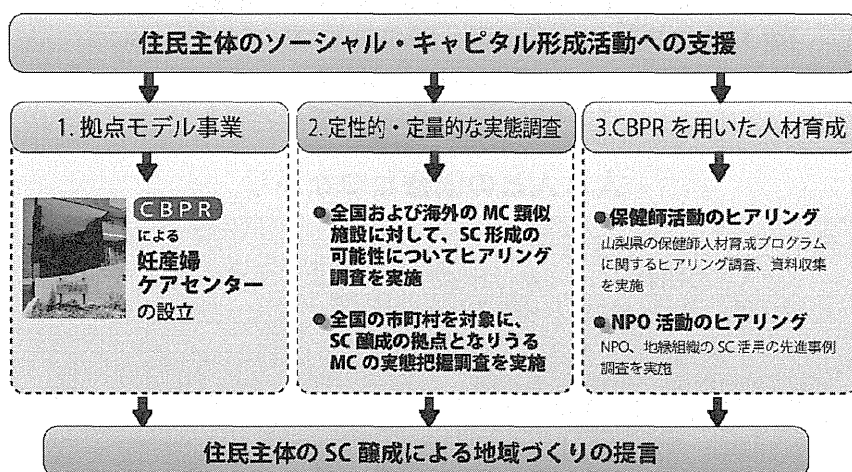 住民主体のソーシャル・キャピタル形成活動への支援
1. 拠点モデル事業
CBPR
による
妊産婦
ケアセンター
の設立
2. 定性的・定量的な実態調査
●全国および海外の MC 類似
施設に対して、SC 形成の
可能性についてヒアリング
調査を実施
●全国の市町村を対象に、
SC 醸成の拠点となりうる
MC の実態把握調査を実施
3.CBPR を用いた人材育成
●保健師活動のヒアリング
山梨県の保健師人材育成プログラム
に関するヒアリング調査、資料収集
を実施
●NPO 活動のヒアリング
NPO、地縁組織の SC 活用の先進事例
調査を実施
住民主体の SC 醸成による地域づくりの提言